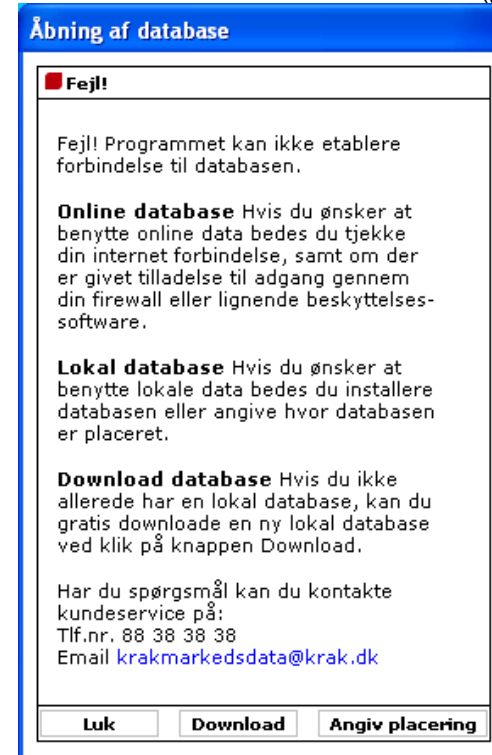 Åbning af database
Fejl!
Fejl! Programmet kan ikke etablere
forbindelse til databasen.
Online database Hvis du ønsker at
benytte online data bedes du tjekke
din internet forbindelse, samt om der
er givet tilladelse til adgang gennem
din firewall eller lignende beskyttelses-
software.
Lokal database Hvis du ønsker at
benytte lokale data bedes du installere
databasen eller angive hvor databasen
er placeret.
Download database Hvis du ikke
allerede har en lokal database, kan du
gratis downloade en ny lokal database
ved klik på knappen Download.
Har du spørgsmål kan du kontakte
kundeservice på:
Tlf.nr. 88 38 38 38
Email krakmarkedsdata@krak.dk
Luk Download Angiv placering